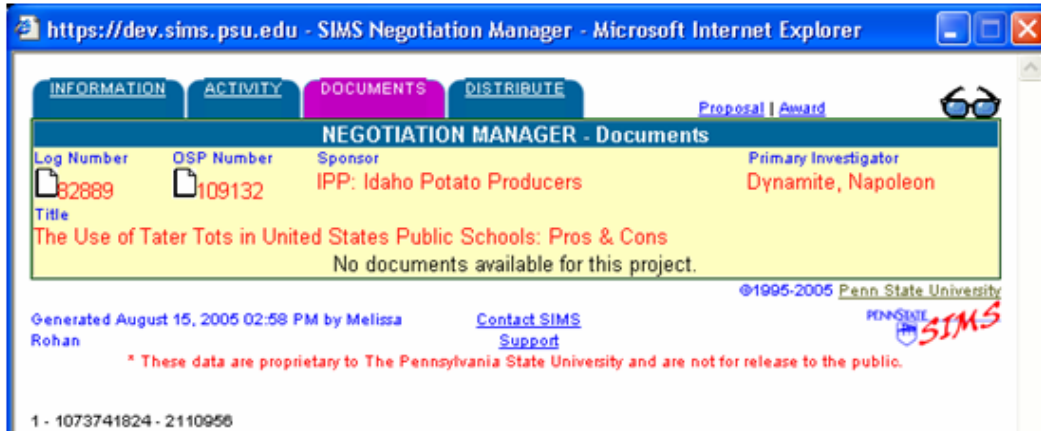 https://dev.sims.psu.edu - SIMS Negotiation Manager - Microsoft Internet Explorer
INFORMATION ACTIVITY DOCUMENTS DISTRIBUTE
Proposal | Award
NEGOTIATION MANAGER - Documents
Log Number OSP Number Sponsor Primary Investigator
82889 109132 IPP: Idaho Potato Producers Dynamite, Napoleon
Title
The Use of Tater Tots in United States Public Schools: Pros & Cons
No documents available for this project.
©1995-2005 Penn State University
Generated August 15, 2005 02:58 PM by Melissa Contact SIMS PENNSTATE SIMS
Rohan Support
* These data are proprietary to The Pennsylvania State University and are not for release to the public.
1 - 1073741824 - 2110956